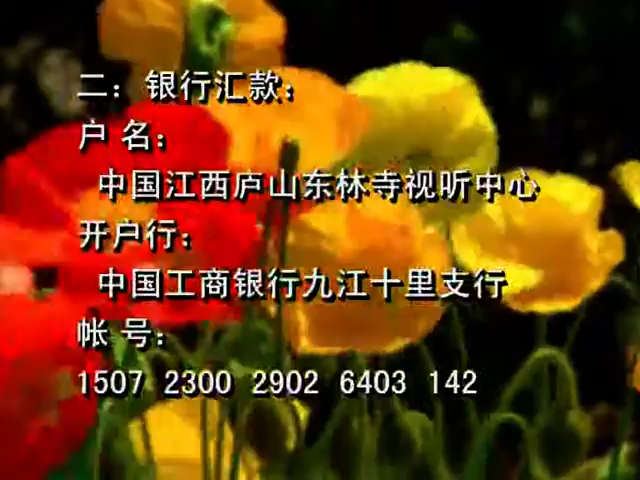 二：银行汇款：
户 名：
中国江西庐山东林寺视听中心
开户行：
中国工商银行九江十里支行
帐 号：
1507 2300 2902 6403 142